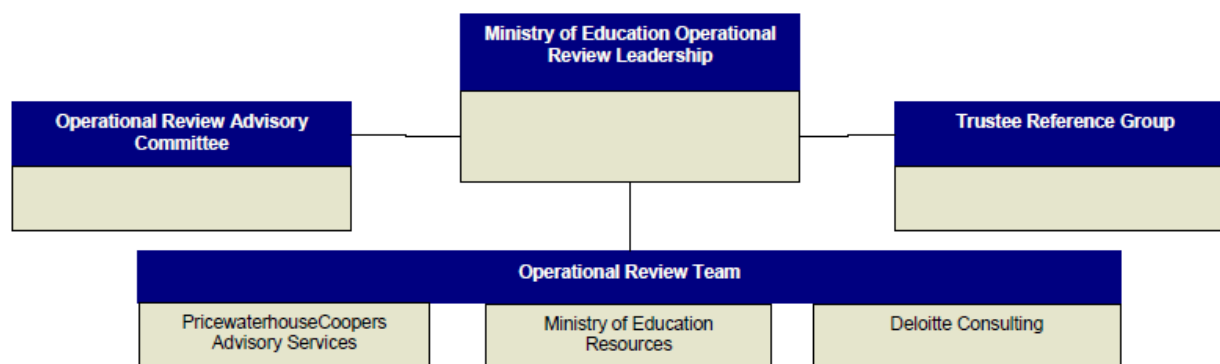 Ministry of Education Operational
Review Leadership
Operational Review Advisory
Committee
Trustee Reference Group
Operational Review Team
PricewaterhouseCoopers
Advisory Services
Ministry of Education
Resources
Deloitte Consulting